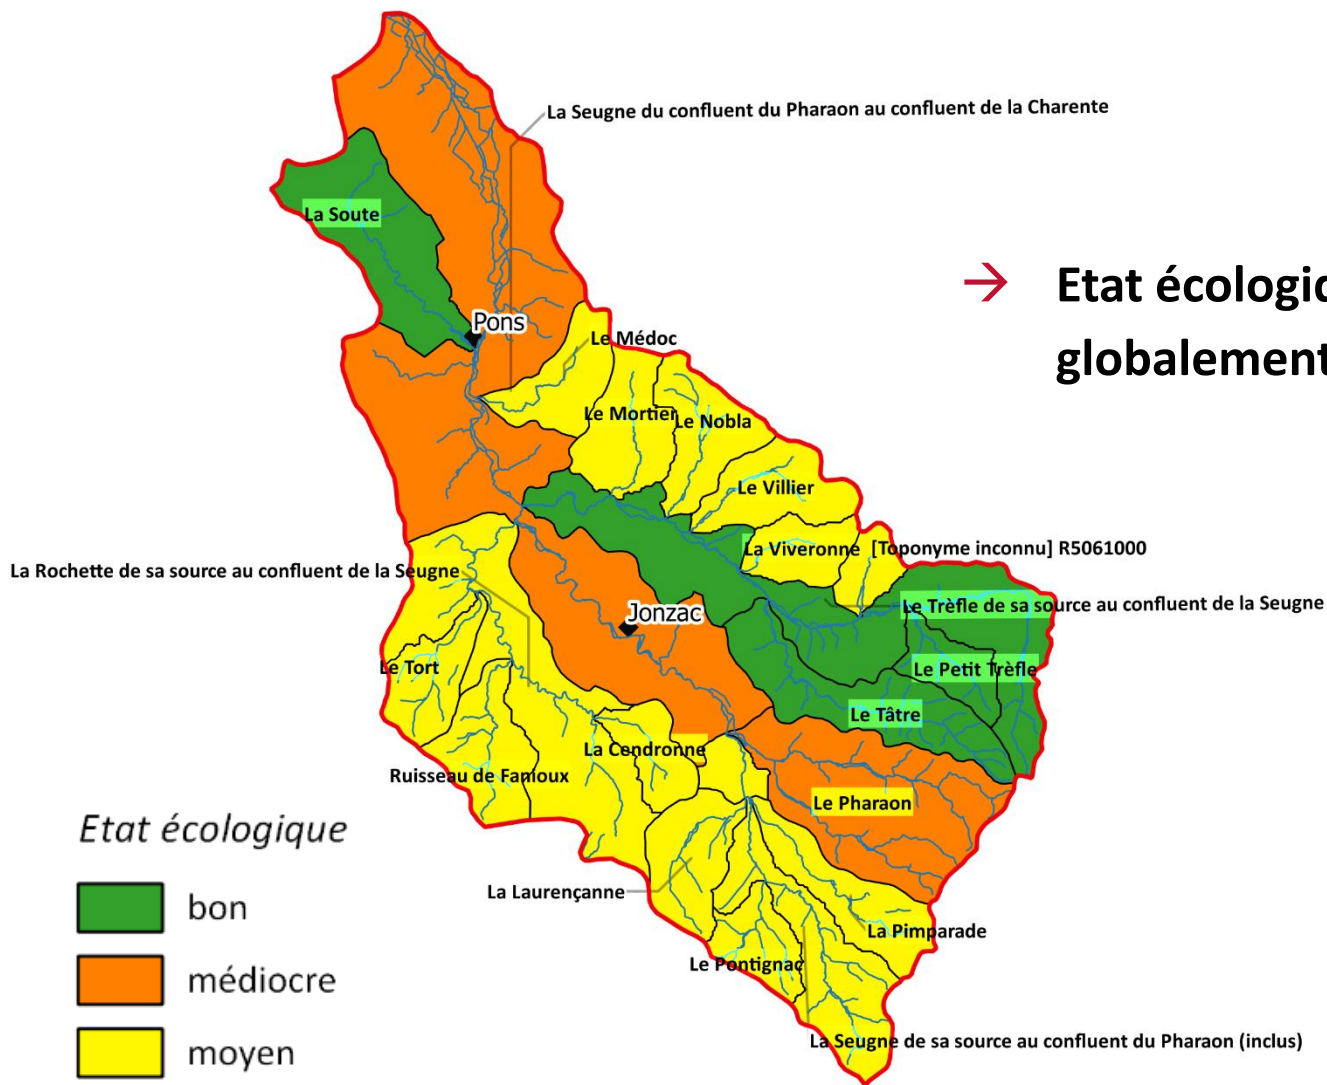 La Seugne du confluent du Pharaon au confluent de la Charente
La Soute
→ Etat écologiq
globalement
Pons
Le Médoc
Le Mortier
Le Nobla
Le Villier
La Viveronne
[Toponyme inconnu] R5061000
La Rochette de sa source au confluent de la Seugne
Le Trèfle de sa source au confluent de la Seugne
Jonzac
Le Tort
Le Petit Trèfle
Le Tâtre
La Cendronne
Ruisseau de Famoux
Le Pharaon
Etat écologique
La Laurençanne
bon
La Pimparade
Le Pontignac
médiocre
La Seugne de sa source au confluent du Pharaon (inclus)
moyen